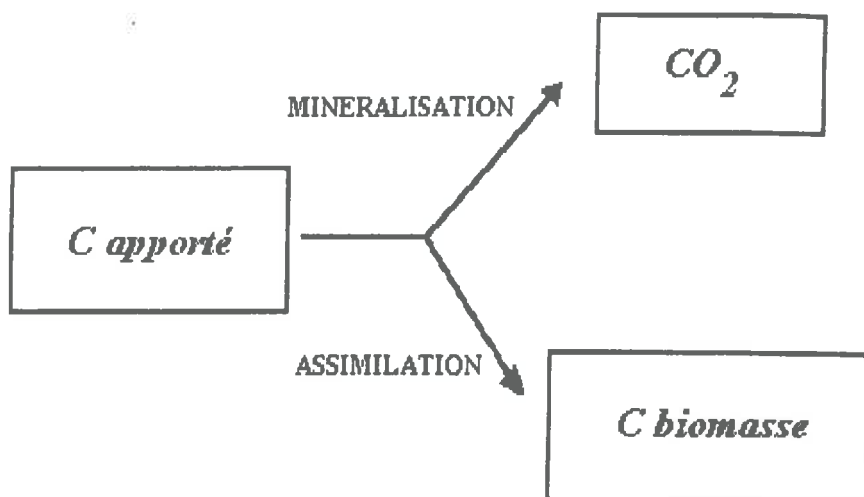 CO2
MINERALISATION
C apporté
ASSIMILATION
C biomasse